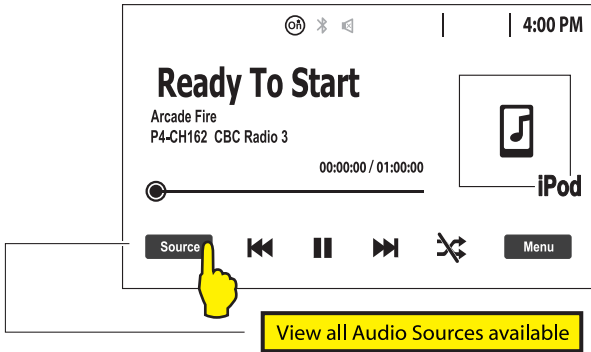 On 4:00 PM
Ready To Start
Arcade Fire
P4-CH162 CBC Radio 3
00:00:00 / 01:00:00
iPod
Source Menu
View all Audio Sources available